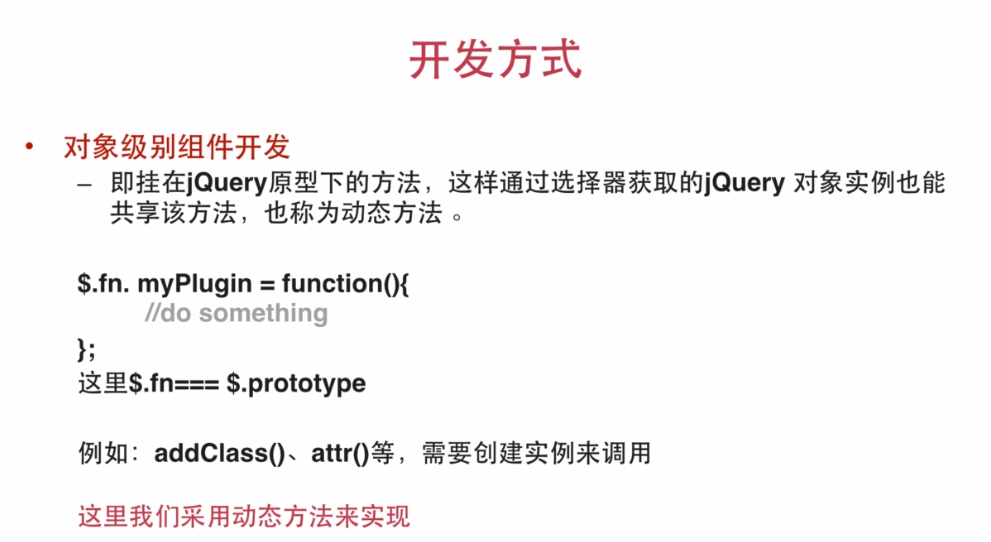 开发方式
• 对象级别组件开发
– 即挂在jQuery原型下的方法，这样通过选择器获取的jQuery 对象实例也能
共享该方法，也称为动态方法 。
$.fn. myPlugin = function(){
//do something
};
这里$.fn=== $.prototype
例如：addClass()、attr()等，需要创建实例来调用
这里我们采用动态方法来实现